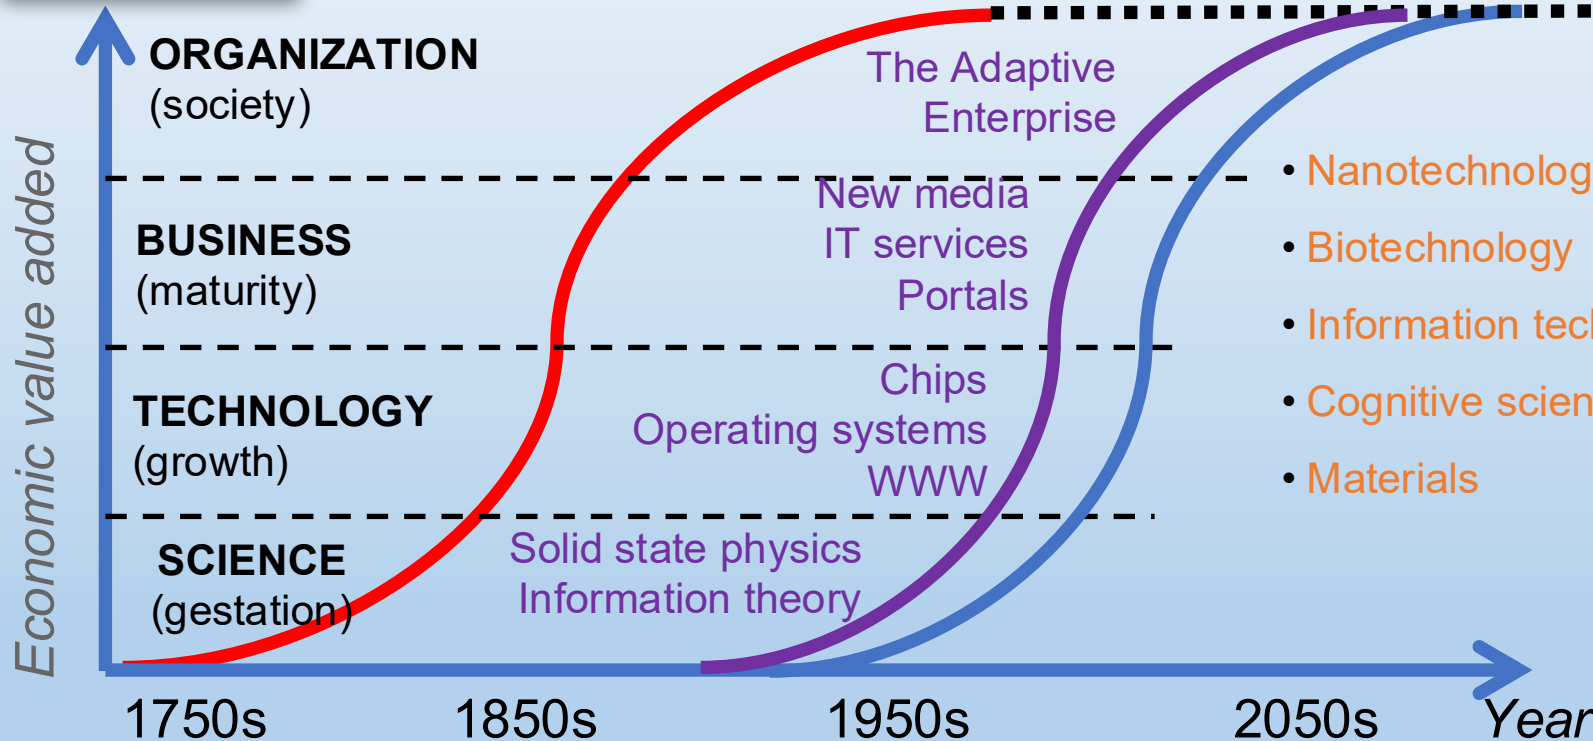 ORGANIZATION
(society)
The Adaptive
Enterprise
Economic value added
BUSINESS
(maturity)
New media
IT services
Portals
• Nanotechnolog
• Biotechnology
• Information tech
• Cognitive scien
• Materials
TECHNOLOGY
(growth)
Chips
Operating systems
WWW
SCIENCE
(gestation)
Solid state physics
Information theory
1750s 1850s 1950s 2050s Year